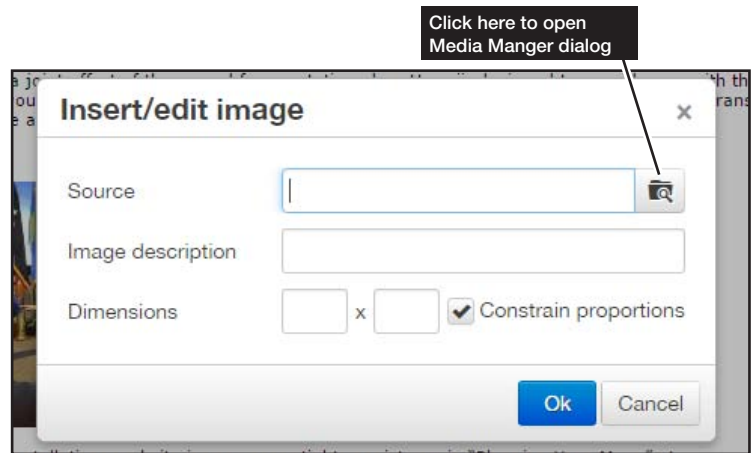 Click here to open
Media Manger dialog
Insert/edit image ×
Source
Image description
Dimensions x Constrain proportions
Ok Cancel